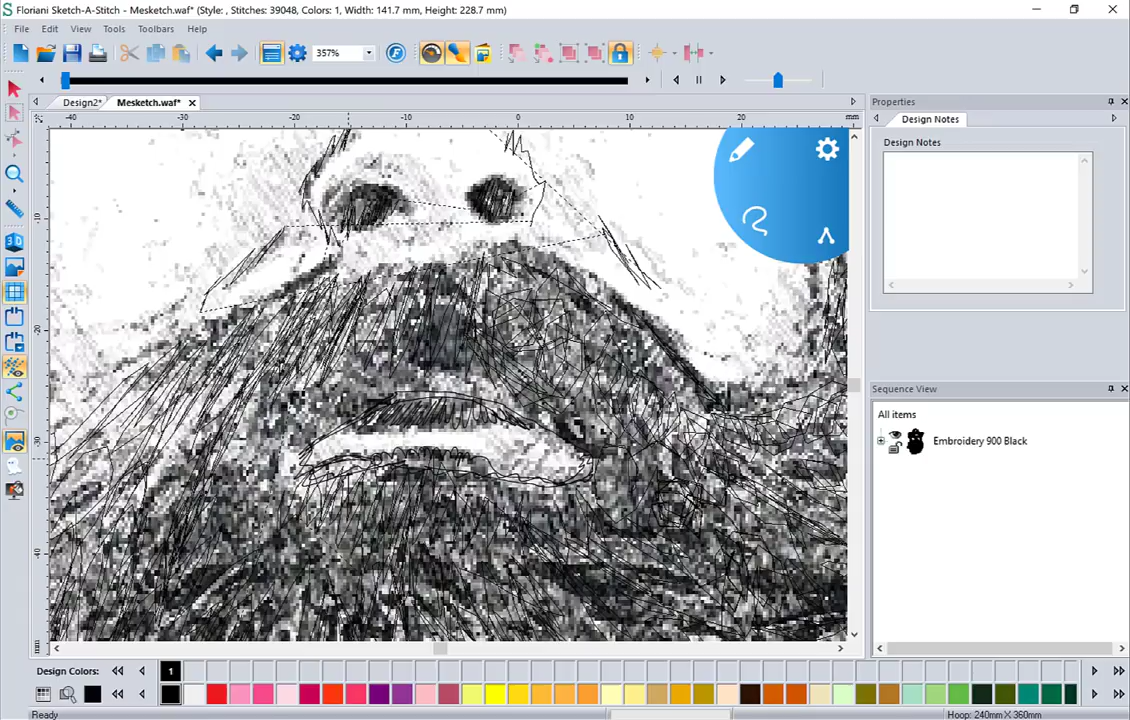 Floriani Sketch-A-Stitch - Mesketch.waf* (Style: , Stitches: 39048, Colors: 1, Width: 141.7 mm, Height: 228.7 mm)
File Edit View Tools Toolbars Help
357%
Design2* Mesketch.waf*
-40 -30 -20 -10 0 10 20 mm
-10
-20
-30
-40
mm
3D
Properties
Design Notes
Design Notes
Sequence View
All items
Embroidery 900 Black
Design Colors: 1
Ready Hoop: 240mm X 360mm